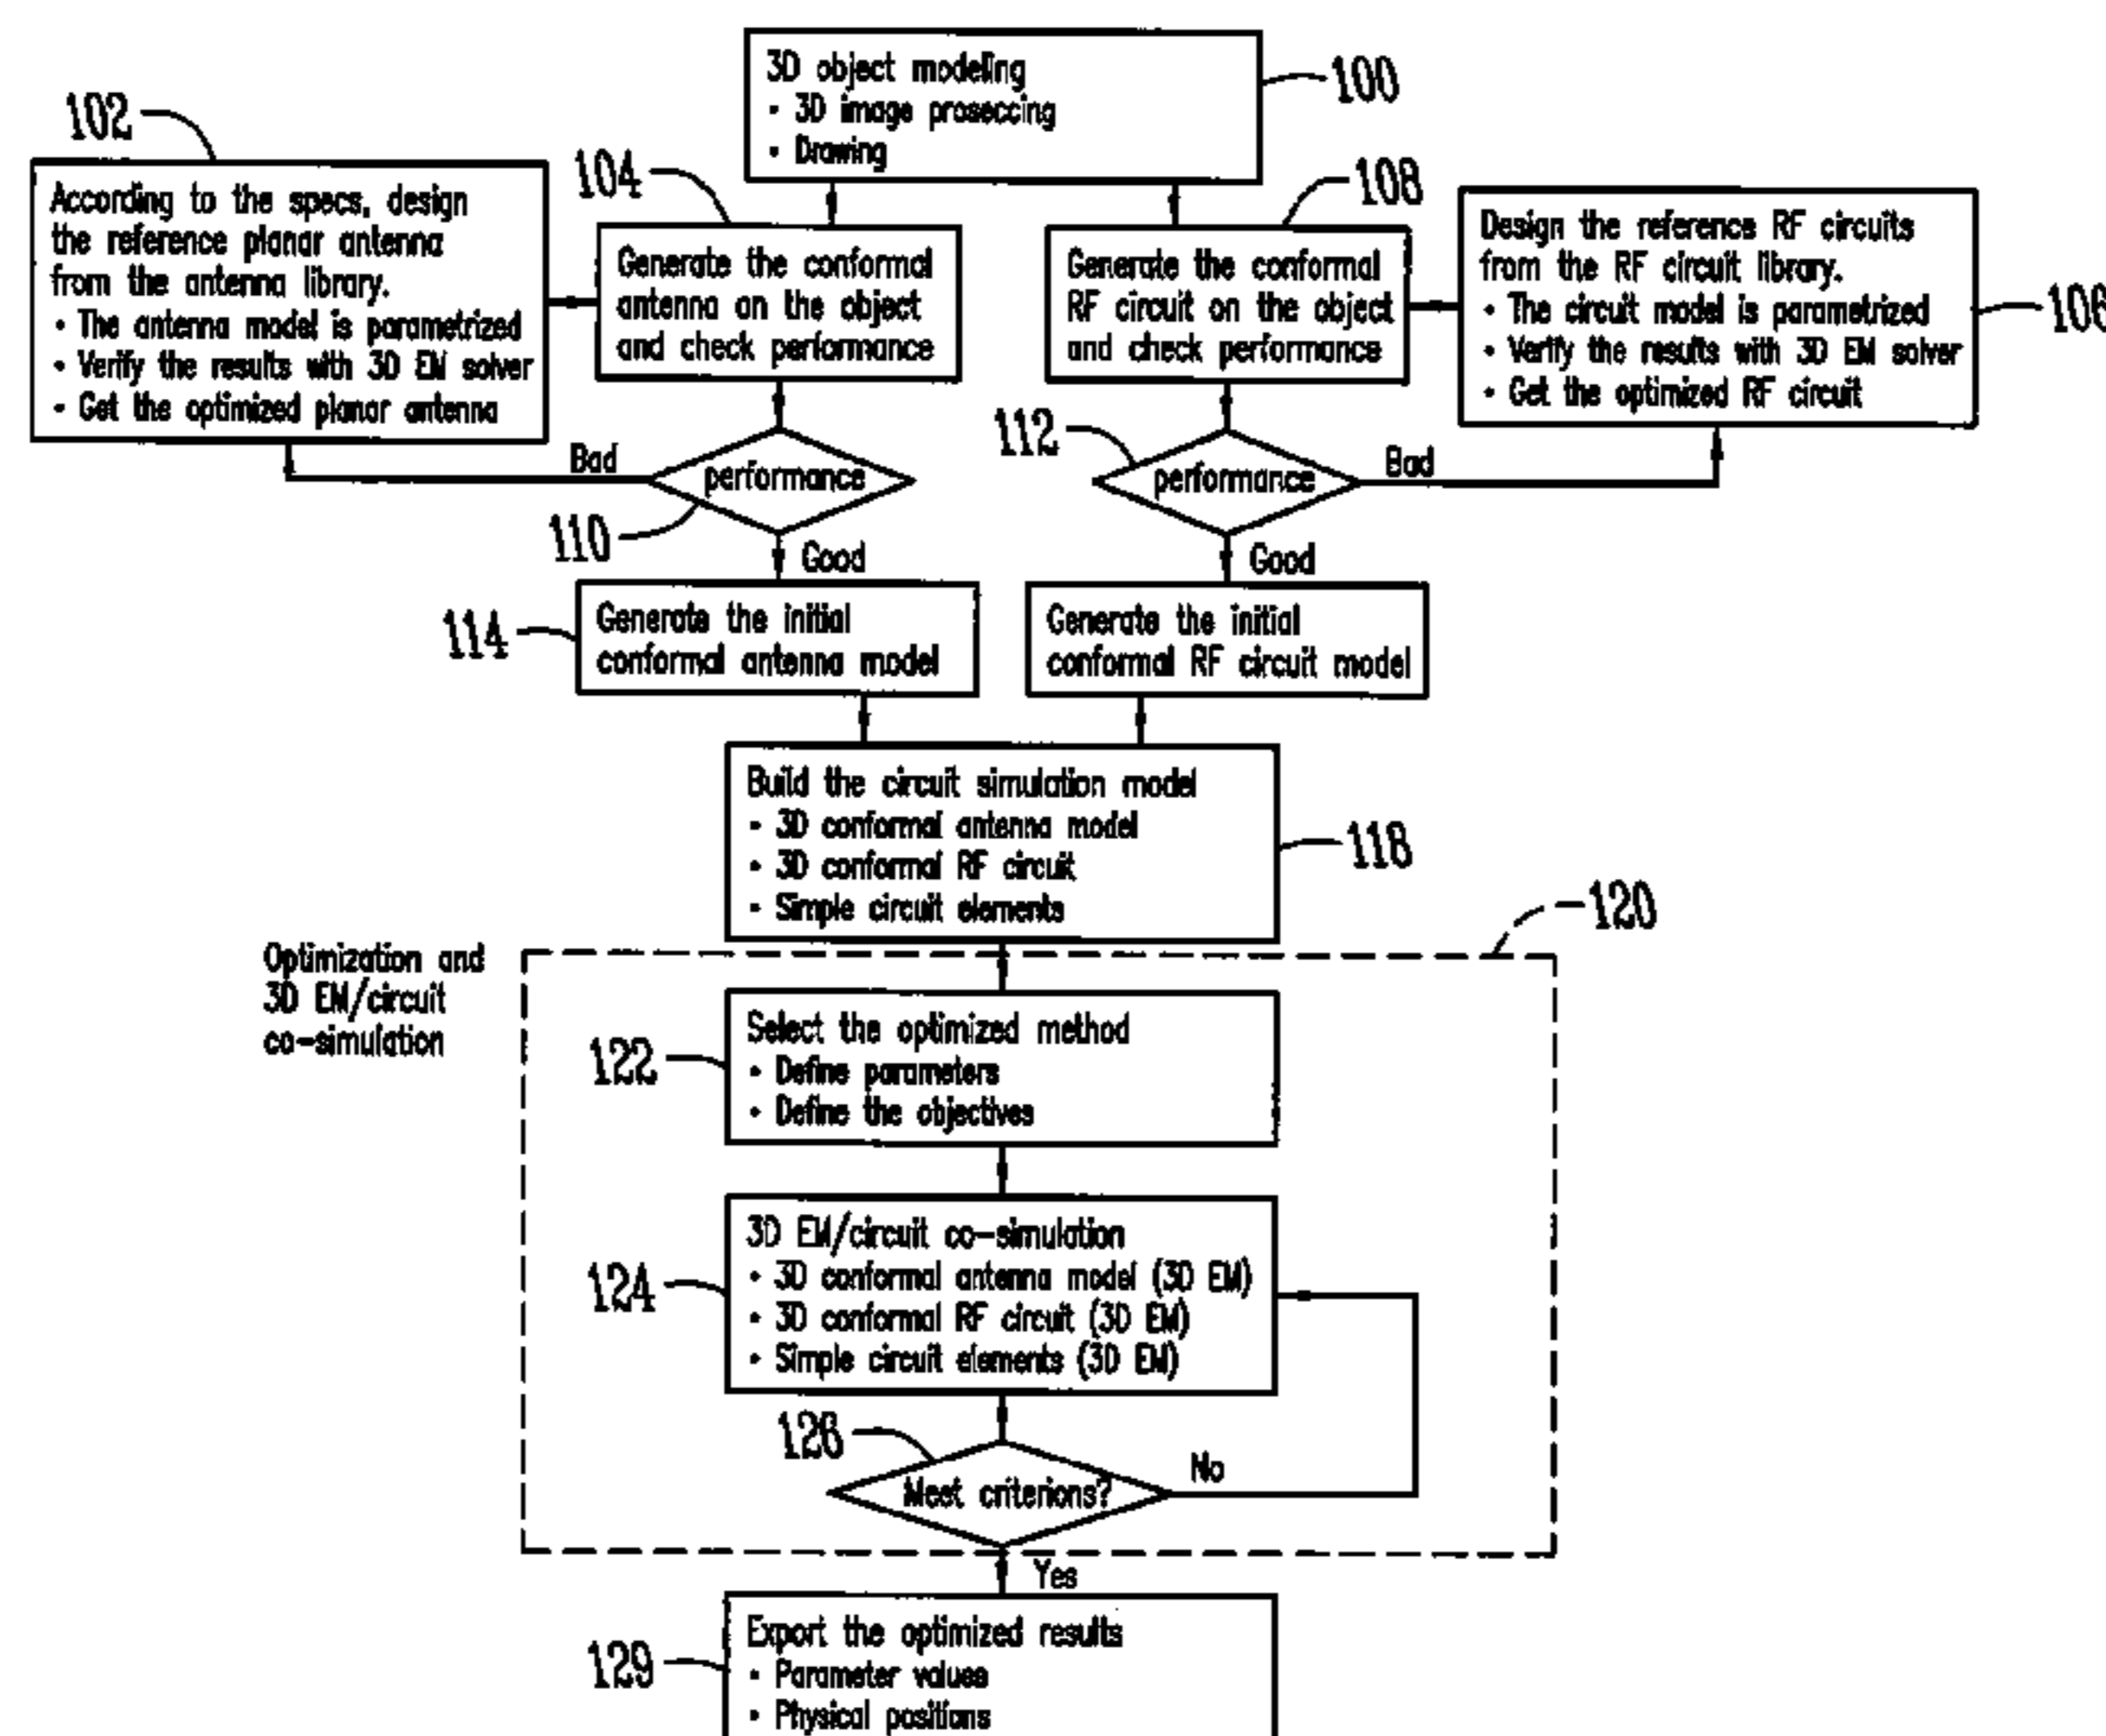 3D object modeling
• 3D image proseccing
• Drawing
100
102
According to the specs, design
the reference planar antenna
from the antenna library.
• The antenna model is parametrized
• Verify the results with 3D EM solver
• Get the optimized planar antenna
104
Generate the conformal
antenna on the object
and check performance
108
Generate the conformal
RF circuit on the object
and check performance
Design the reference RF circuits
from the RF circuit library.
• The circuit model is parametrized
• Verify the results with 3D EM solver
• Get the optimized RF circuit
106
Bad
performance
110
Good
112
performance
Bad
Good
114
Generate the initial
conformal antenna model
Generate the initial
conformal RF circuit model
Build the circuit simulation model
• 3D conformal antenna model
• 3D conformal RF circuit
• Simple circuit elements
118
120
Optimization and
3D EM/circuit
co-simulation
122
Select the optimized method
• Define parameters
• Define the objectives
124
3D EM/circuit co-simulation
• 3D conformal antenna model (3D EM)
• 3D conformal RF circuit (3D EM)
• Simple circuit elements (3D EM)
126
Meet criterions?
No
Yes
129
Export the optimized results
• Parameter values
• Physical positions